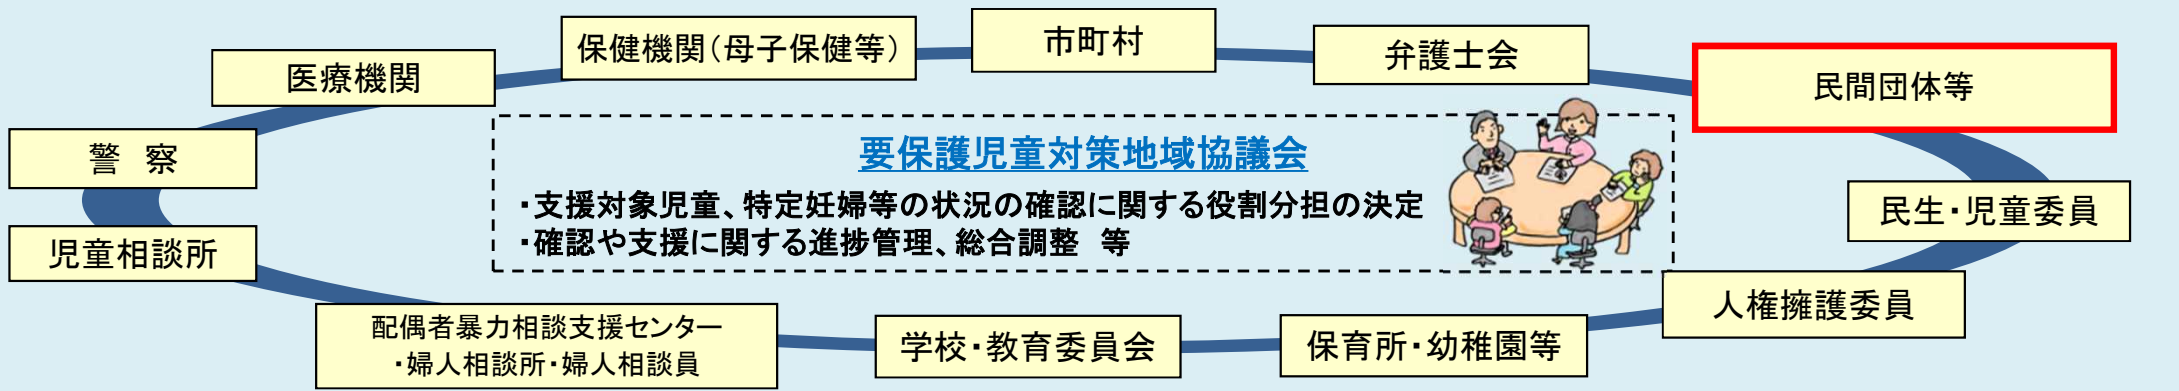 市町村
保健機関（母子保健等）
弁護士会
医療機関
民間団体等
警　察
要保護児童対策地域協議会
・支援対象児童、特定妊婦等の状況の確認に関する役割分担の決定
・確認や支援に関する進捗管理、総合調整　等
民生・児童委員
児童相談所
人権擁護委員
配偶者暴力相談支援センター
・婦人相談所・婦人相談員
学校・教育委員会
保育所・幼稚園等